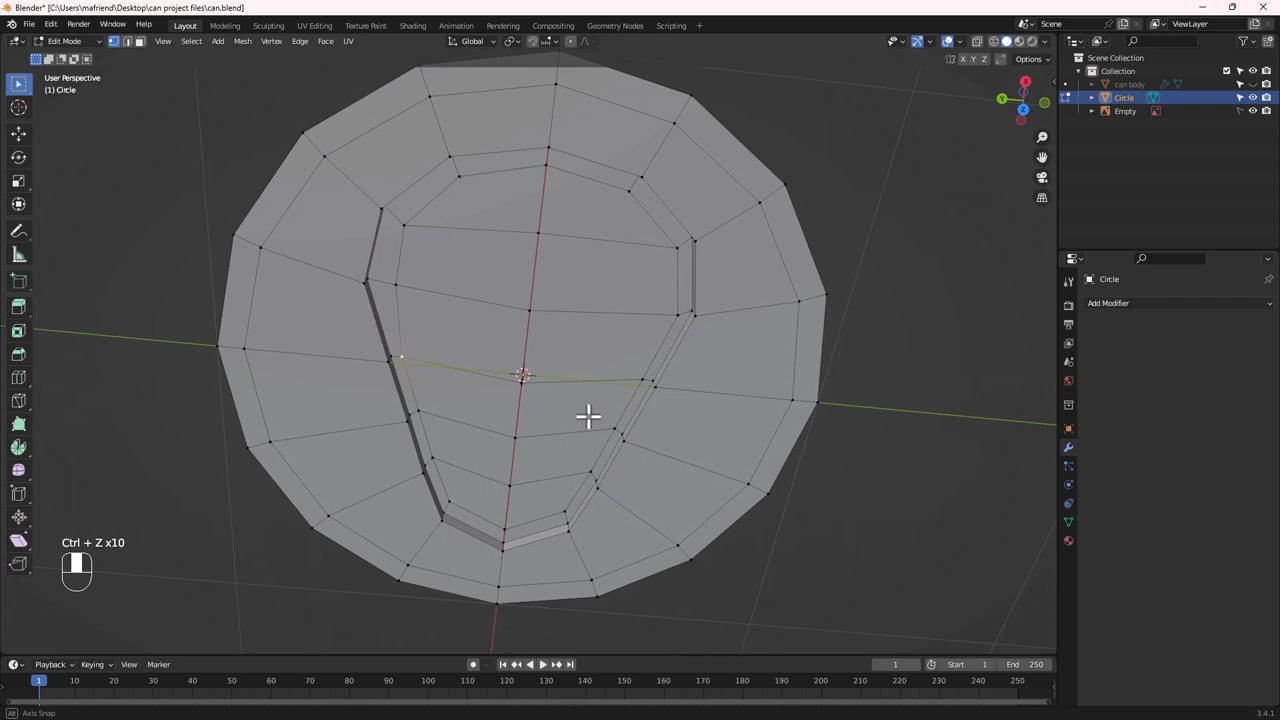 Blender* [C:\Users\mafriend\Desktop\can project files\can.blend]
File Edit Render Window Help Layout Modeling Sculpting UV Editing Texture Paint Shading Animation Rendering Compositing Geometry Nodes Scripting + Scene ViewLayer
Edit Mode View Select Add Mesh Vertex Edge Face UV Global
X Y Z Options
User Perspective
(1) Circle
X
Y
Z
Scene Collection
Collection
can body
Circle
Empty
Circle
Add Modifier
Ctrl + Z x10
Playback Keying View Marker 1 Start 1 End 250
1 10 20 30 40 50 60 70 80 90 100 110 120 130 140 150 160 170 180 190 200 210 220 230 240 250
Alt Axis Snap 3.4.1